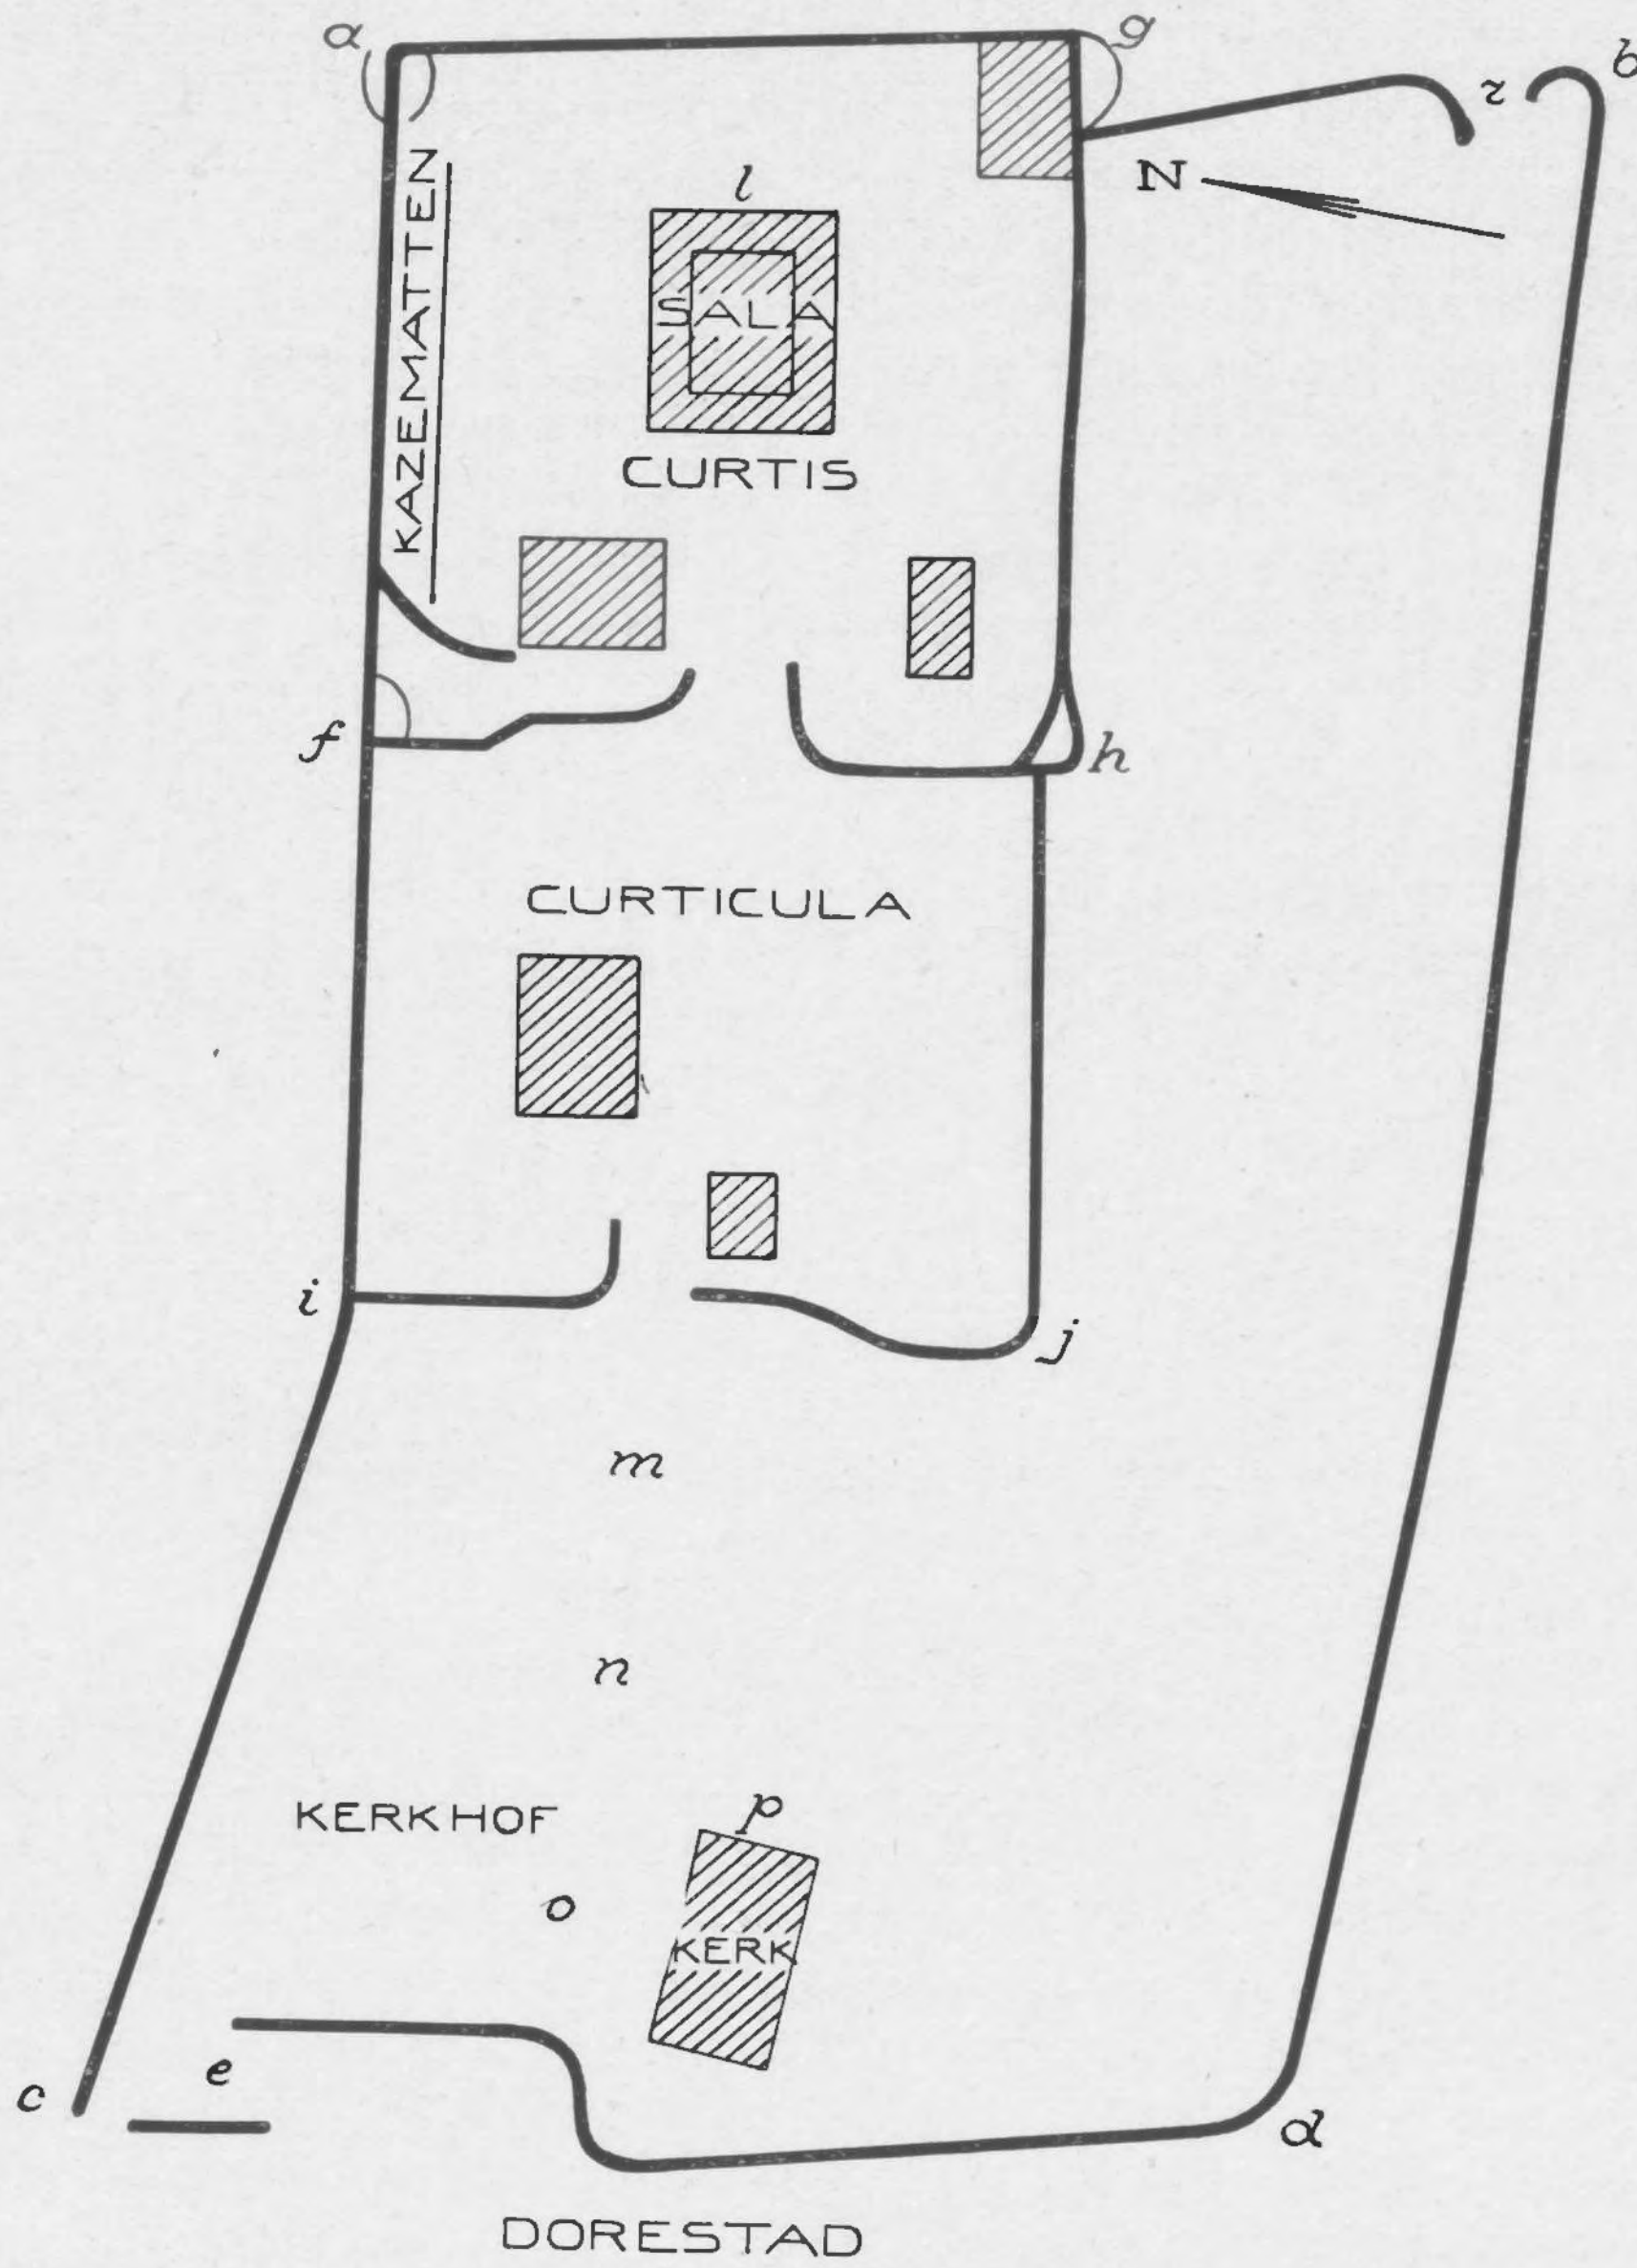 a
g
b
r
N
KAZEMATTEN
l
SALA
CURTIS
f
h
CURTICULA
i
j
m
n
KERKHOF
p
o
KERK
e
c
d
DORESTAD